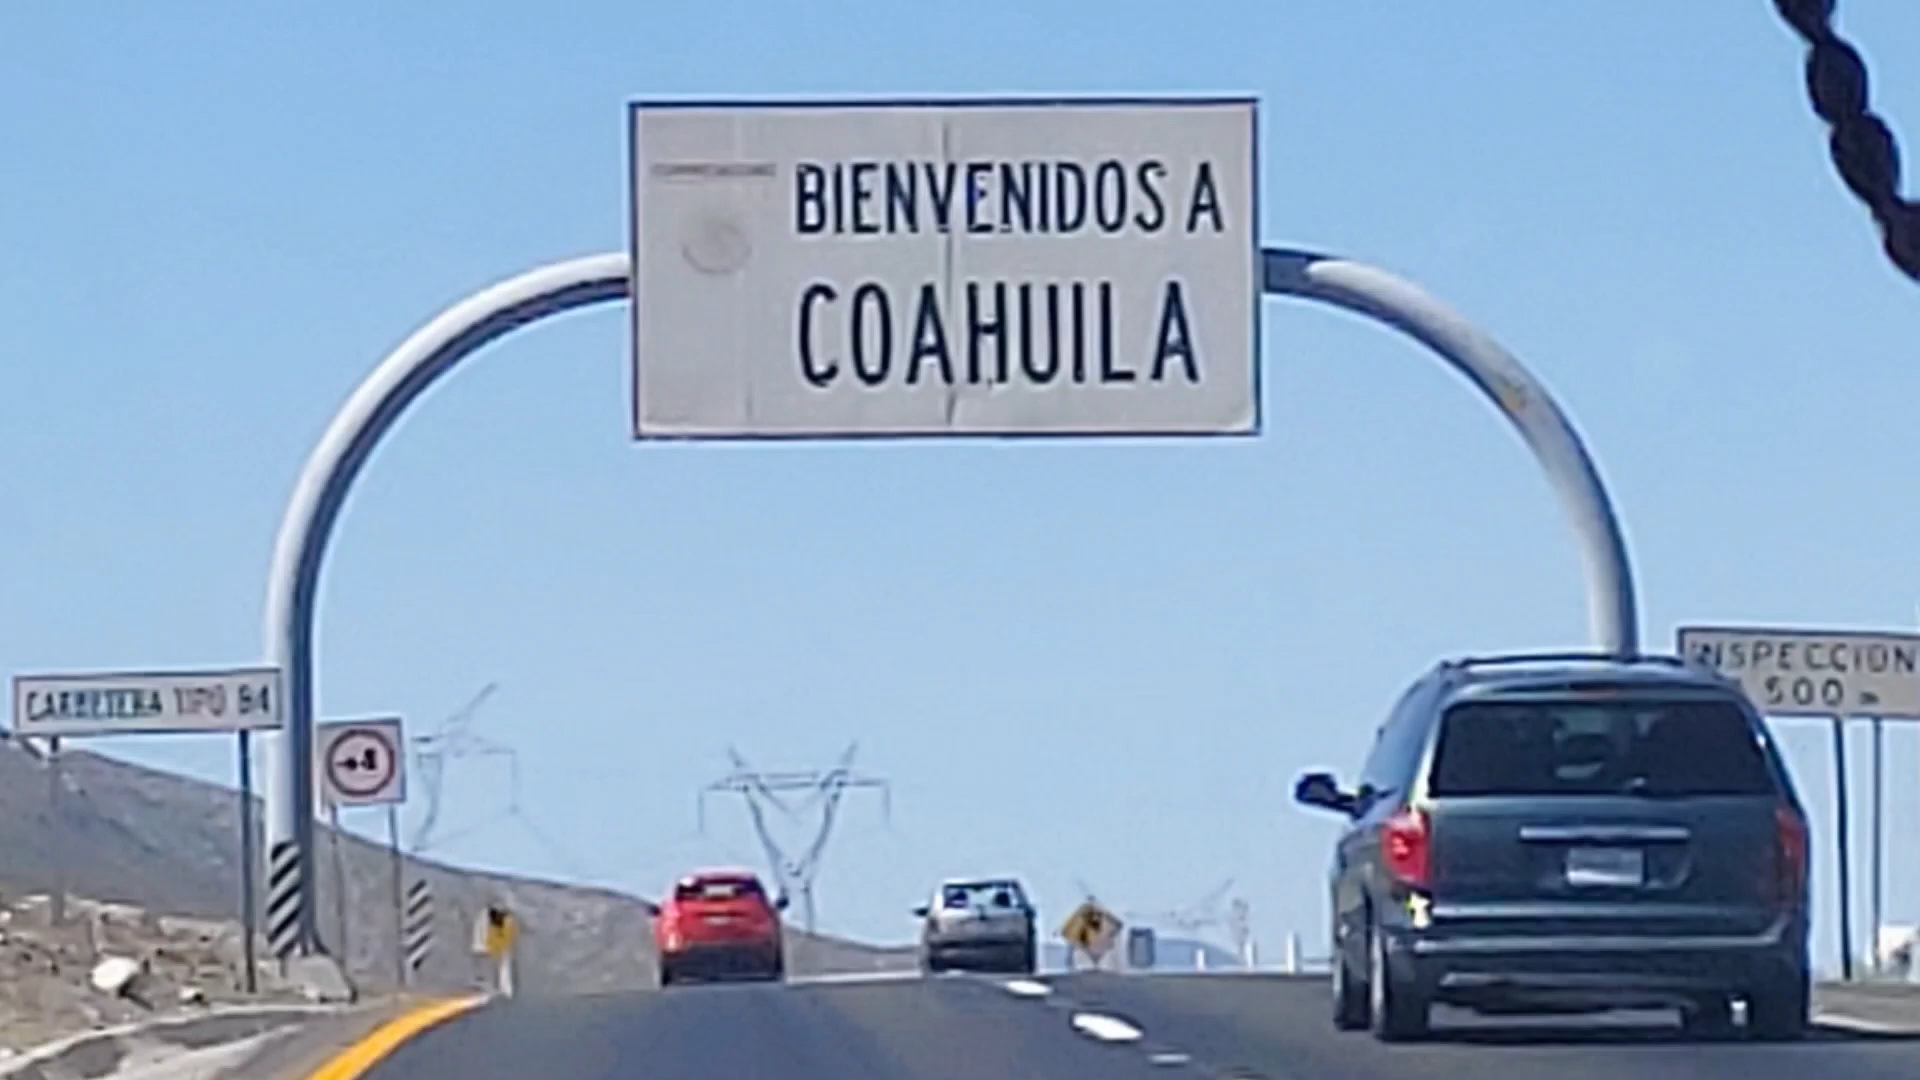 BIENVENIDOS A
COAHUILA
CARRETERA TIPO B4
INSPECCION
500 m